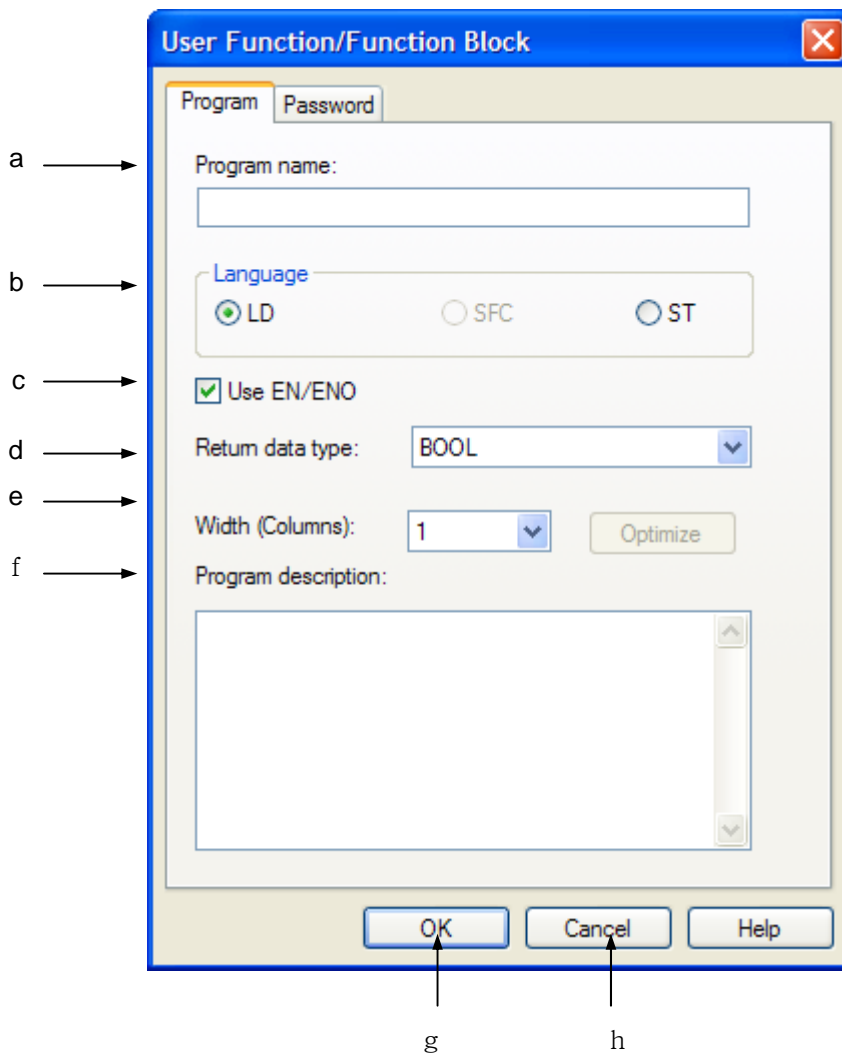 User Function/Function Block
Program Password
a Program name:
b Language
LD SFC ST
c Use EN/ENO
d Return data type: BOOL
e
Width (Columns): 1 Optimize
f Program description:
OK Cancel Help
g h